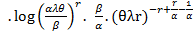 . log(αλθ/β)^r . β/α . (θλr)^(-r+r/α-1/α)